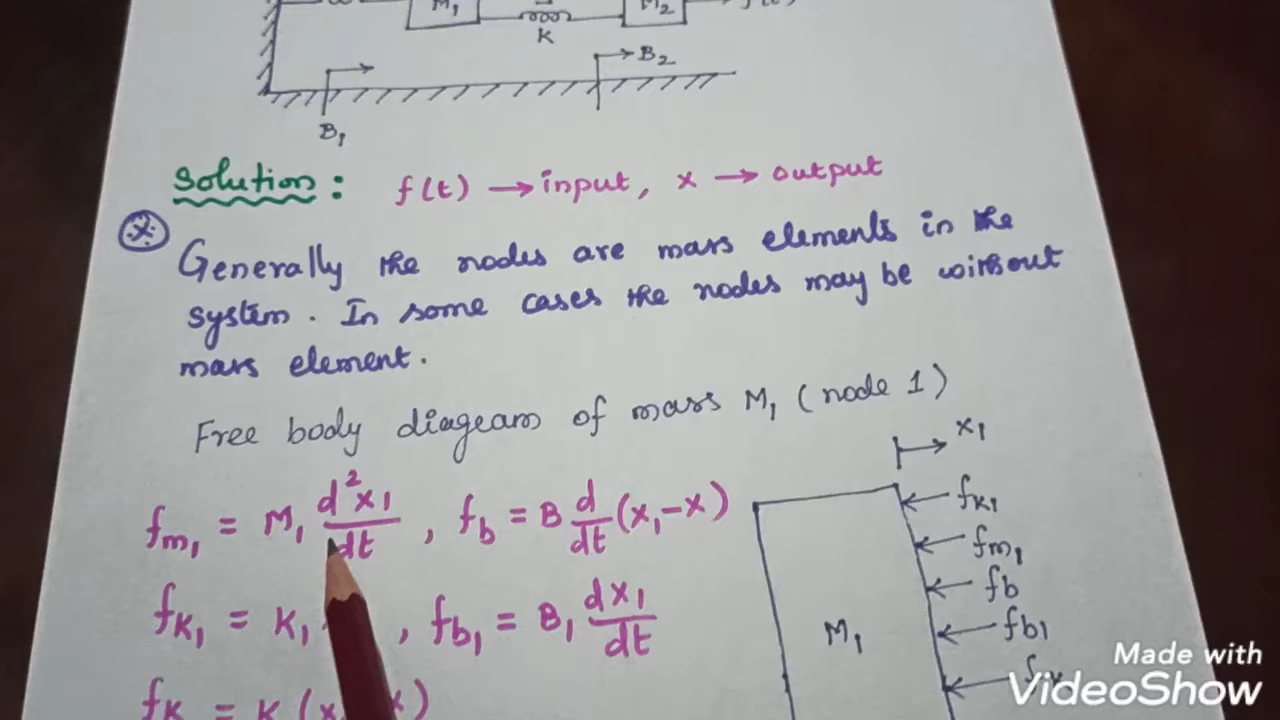 M₁ M₂
K
B₂
B₁
Solution: f(t) → input, x → output
Generally the nodes are mass elements in the
system. In some cases the nodes may be without
mass element.
Free body diagram of mass M₁ (node 1)
x₁
fm₁ = M₁ d²x₁/dt, fb = B d/dt (x₁-x)
fK₁ = K₁ , fb₁ = B₁ dx₁/dt
fK = K (x
fK₁
fm₁
fb
fb₁
M₁
Made with
VideoShow